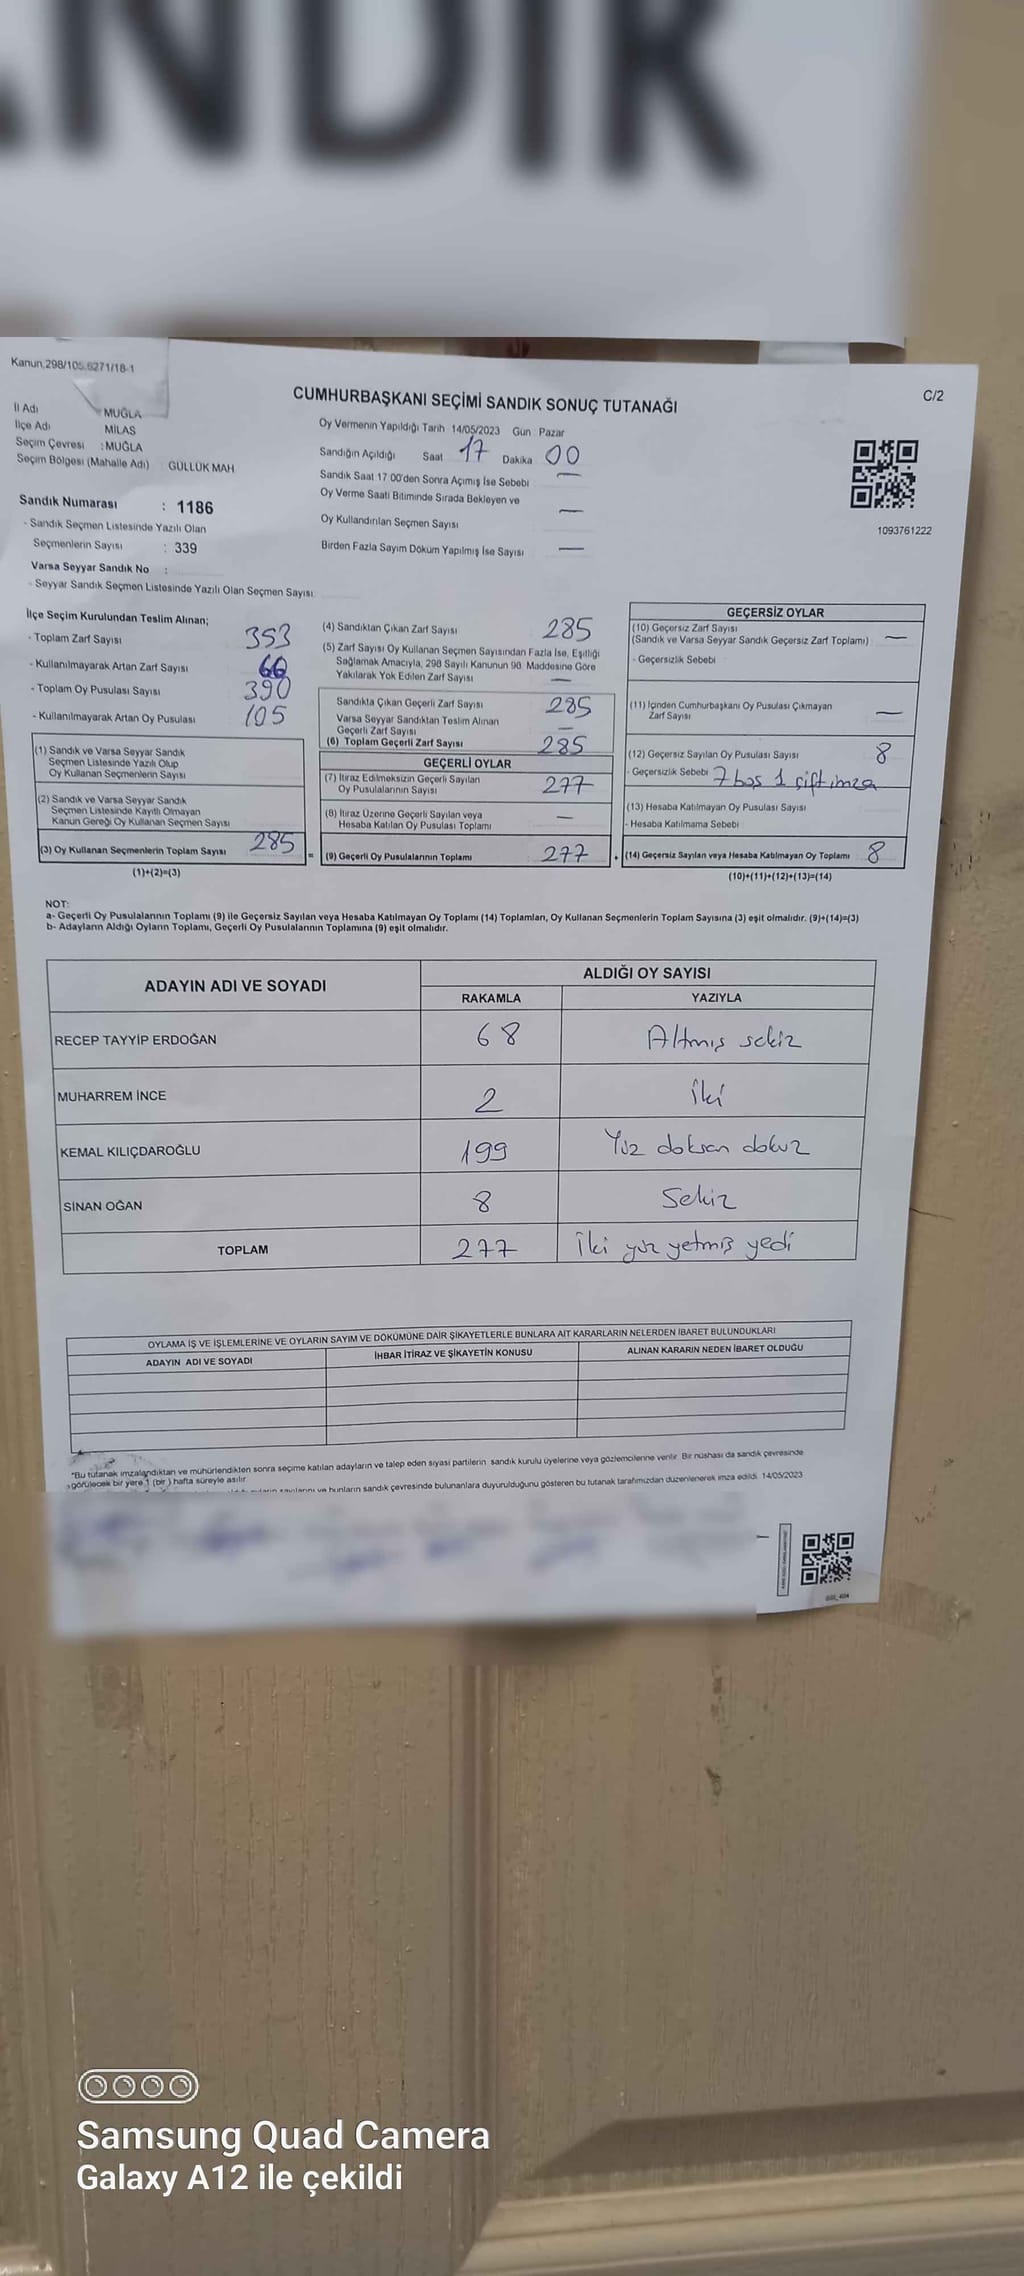 ANDIK
Kanun,298/105,6271/18-1
C/2
CUMHURBAŞKANI SEÇİMİ SANDIK SONUÇ TUTANAĞI
İl Adı MUĞLA
İlçe Adı MİLAS
Seçim Çevresi : MUĞLA
Seçim Bölgesi (Mahalle Adı) GÜLLÜK MAH
Sandık Numarası : 1186
- Sandık Seçmen Listesinde Yazılı Olan
Seçmenlerin Sayısı : 339
Varsa Seyyar Sandık No :
- Seyyar Sandık Seçmen Listesinde Yazılı Olan Seçmen Sayısı:
Oy Vermenin Yapıldığı Tarih 14/05/2023 Gün : Pazar
Sandığın Açıldığı Saat 17 Dakika 00
Sandık Saat 17:00'den Sonra Açmış İse Sebebi —
Oy Verme Saati Bitiminde Sırada Bekleyen ve
Oy Kullandırılan Seçmen Sayısı —
Birden Fazla Sayım Döküm Yapılmış İse Sayısı —
1093761222
İlçe Seçim Kurulundan Teslim Alınan;
- Toplam Zarf Sayısı 353
- Kullanılmayarak Artan Zarf Sayısı
- Toplam Oy Pusulası Sayısı 390
- Kullanılmayarak Artan Oy Pusulası 105
(1) Sandık ve Varsa Seyyar Sandık
Seçmen Listesinde Yazılı Olup
Oy Kullanan Seçmenlerin Sayısı
(2) Sandık ve Varsa Seyyar Sandık
Seçmen Listesinde Kayıtlı Olmayan
Kanun Gereği Oy Kullanan Seçmen Sayısı
(3) Oy Kullanan Seçmenlerin Toplam Sayısı 285 =
(1)+(2)=(3)
(4) Sandıktan Çıkan Zarf Sayısı 285
(5) Zarf Sayısı Oy Kullanan Seçmen Sayısından Fazla İse, Eşitliği
Sağlamak Amacıyla, 298 Sayılı Kanunun 98. Maddesine Göre
Yakılarak Yok Edilen Zarf Sayısı —
Sandıkta Çıkan Geçerli Zarf Sayısı 285
Varsa Seyyar Sandıktan Teslim Alınan
Geçerli Zarf Sayısı —
(6) Toplam Geçerli Zarf Sayısı 285
GEÇERLİ OYLAR
(7) İtiraz Edilmeksizin Geçerli Sayılan
Oy Pusulalarının Sayısı 277
(8) İtiraz Üzerine Geçerli Sayılan veya
Hesaba Katılan Oy Pusulası Toplamı —
(9) Geçerli Oy Pusulalarının Toplamı 277 +
GEÇERSİZ OYLAR
(10) Geçersiz Zarf Sayısı
(Sandık ve Varsa Seyyar Sandık Geçersiz Zarf Toplamı) —
- Geçersizlik Sebebi
(11) İçinden Cumhurbaşkanı Oy Pusulası Çıkmayan
Zarf Sayısı —
(12) Geçersiz Sayılan Oy Pusulası Sayısı 8
- Geçersizlik Sebebi 7 boş 1 çift imza
(13) Hesaba Katılmayan Oy Pusulası Sayısı
- Hesaba Katılmama Sebebi
(14) Geçersiz Sayılan veya Hesaba Katılmayan Oy Toplamı 8
(10)+(11)+(12)+(13)=(14)
NOT:
a- Geçerli Oy Pusulalarının Toplamı (9) ile Geçersiz Sayılan veya Hesaba Katılmayan Oy Toplamı (14) Toplamları, Oy Kullanan Seçmenlerin Toplam Sayısına (3) eşit olmalıdır. (9)+(14)=(3)
b- Adayların Aldığı Oyların Toplamı, Geçerli Oy Pusulalarının Toplamına (9) eşit olmalıdır.
ADAYIN ADI VE SOYADI ALDIĞI OY SAYISI
RAKAMLA YAZIYLA
RECEP TAYYİP ERDOĞAN 68 Altmış sekiz
MUHARREM İNCE 2 iki
KEMAL KILIÇDAROĞLU 199 Yüz doksan dokuz
SİNAN OĞAN 8 Sekiz
TOPLAM 277 İki yüz yetmiş yedi
OYLAMA İŞ VE İŞLEMLERİNE VE OYLARIN SAYIM VE DÖKÜMÜNE DAİR ŞİKAYETLERLE BUNLARA AİT KARARLARIN NELERDEN İBARET BULUNDUKLARI
ADAYIN ADI VE SOYADI İHBAR İTİRAZ VE ŞİKAYETİN KONUSU ALINAN KARARIN NEDEN İBARET OLDUĞU
*Bu tutanak imzalandıktan ve mühürlendikten sonra seçime katılan adayların ve talep eden siyasi partilerin sandık kurulu üyelerine veya gözlemcilerine verilir. Bir nüshası da sandık çevresinde
görülecek bir yere 1 (bir) hafta süreyle asılır.
sayılarını ve bunların sandık çevresinde bulunanlara duyurulduğunu gösteren bu tutanak tarafımızdan düzenlenerek imza edildi. 14/05/2023
Samsung Quad Camera
Galaxy A12 ile çekildi